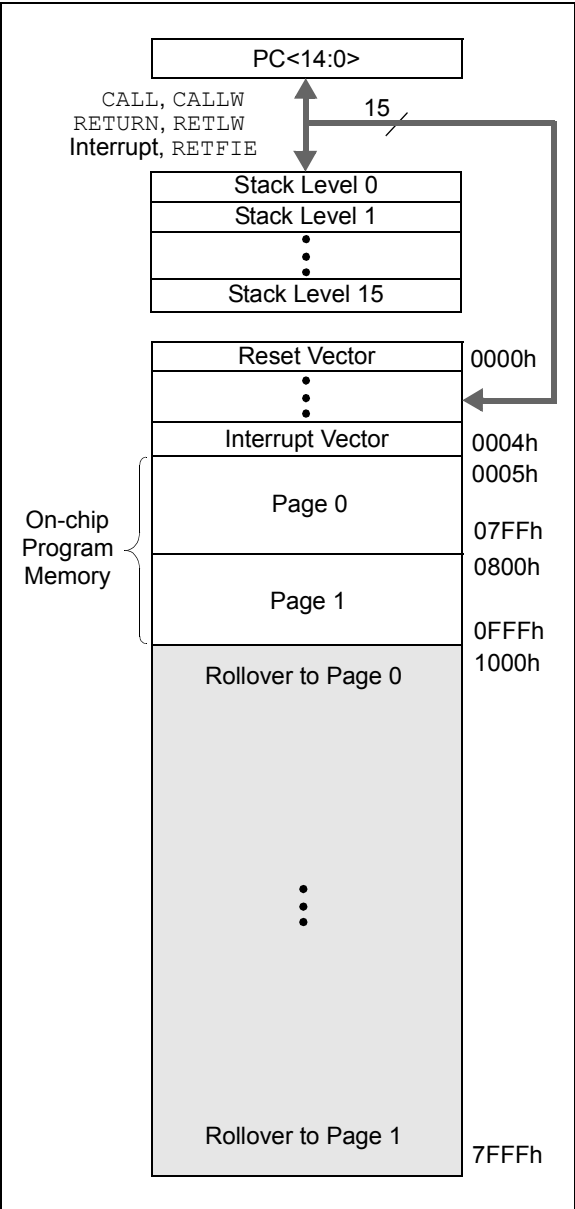 PC<14:0>
CALL, CALLW
RETURN, RETLW
Interrupt, RETFIE
15
Stack Level 0
Stack Level 1
Stack Level 15
Reset Vector
0000h
Interrupt Vector
0004h
0005h
Page 0
On-chip
Program
Memory
07FFh
0800h
Page 1
0FFFh
1000h
Rollover to Page 0
Rollover to Page 1
7FFFh